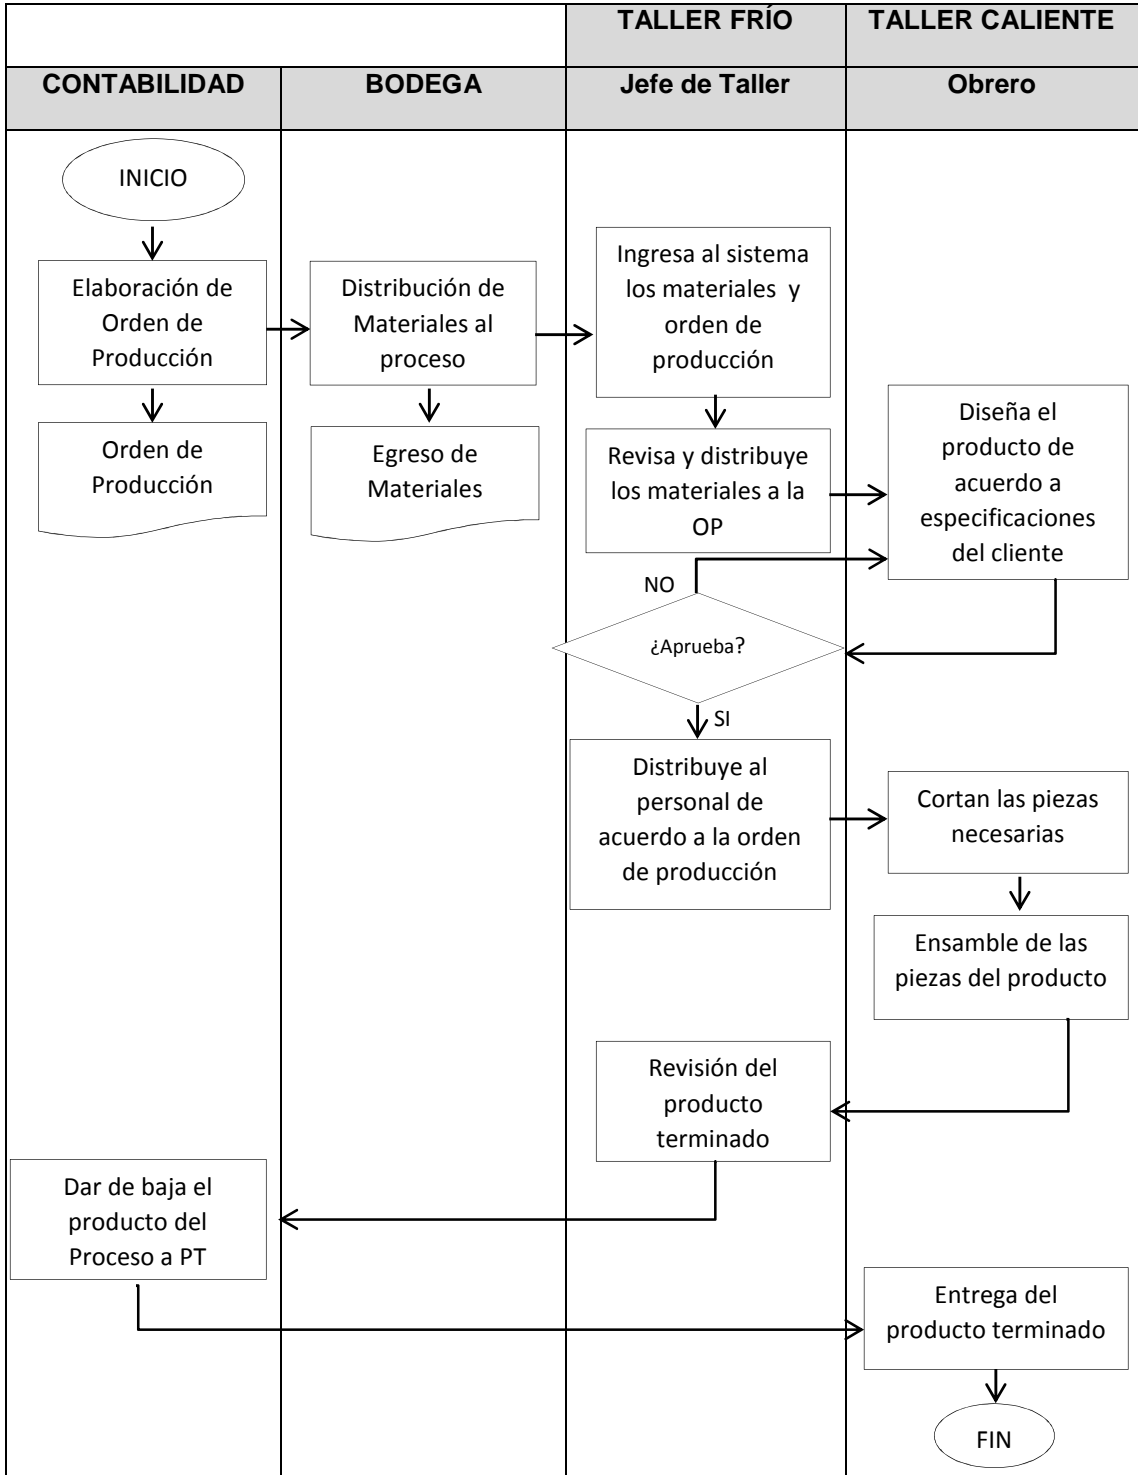 TALLER FRÍO
TALLER CALIENTE
CONTABILIDAD
BODEGA
Jefe de Taller
Obrero
INICIO
Elaboración de
Orden de
Producción
Distribución de
Materiales al
proceso
Ingresa al sistema
los materiales y
orden de
producción
Orden de
Producción
Egreso de
Materiales
Revisa y distribuye
los materiales a la
OP
Diseña el
producto de
acuerdo a
especificaciones
del cliente
NO
¿Aprueba?
SI
Distribuye al
personal de
acuerdo a la orden
de producción
Cortan las piezas
necesarias
Ensamble de las
piezas del producto
Revisión del
producto
terminado
Dar de baja el
producto del
Proceso a PT
Entrega del
producto terminado
FIN